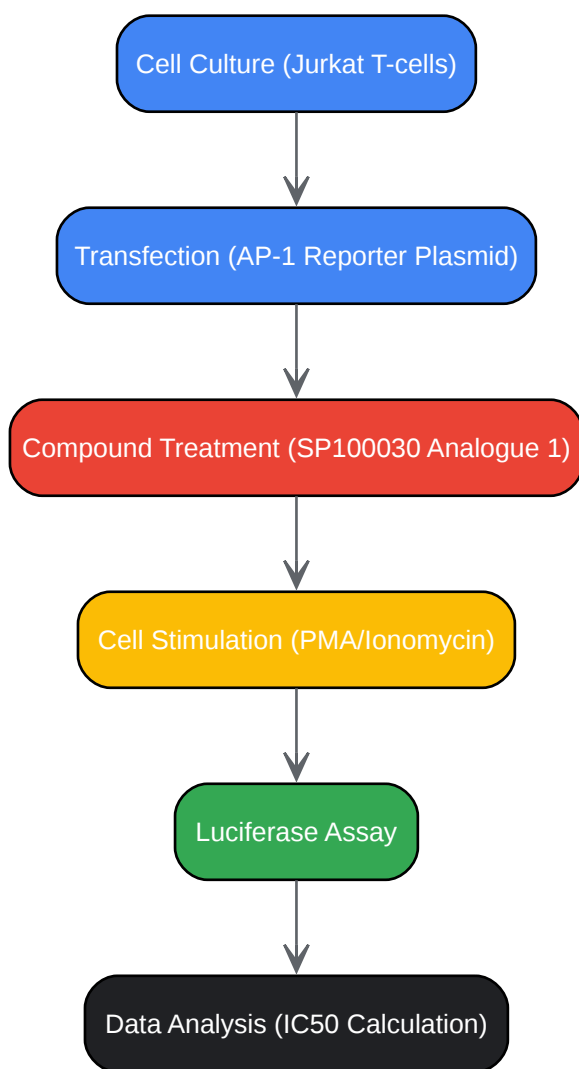 Cell Culture (Jurkat T-cells)
Transfection (AP-1 Reporter Plasmid)
Compound Treatment (SP100030 Analogue 1)
Cell Stimulation (PMA/Ionomycin)
Luciferase Assay
Data Analysis (IC50 Calculation)